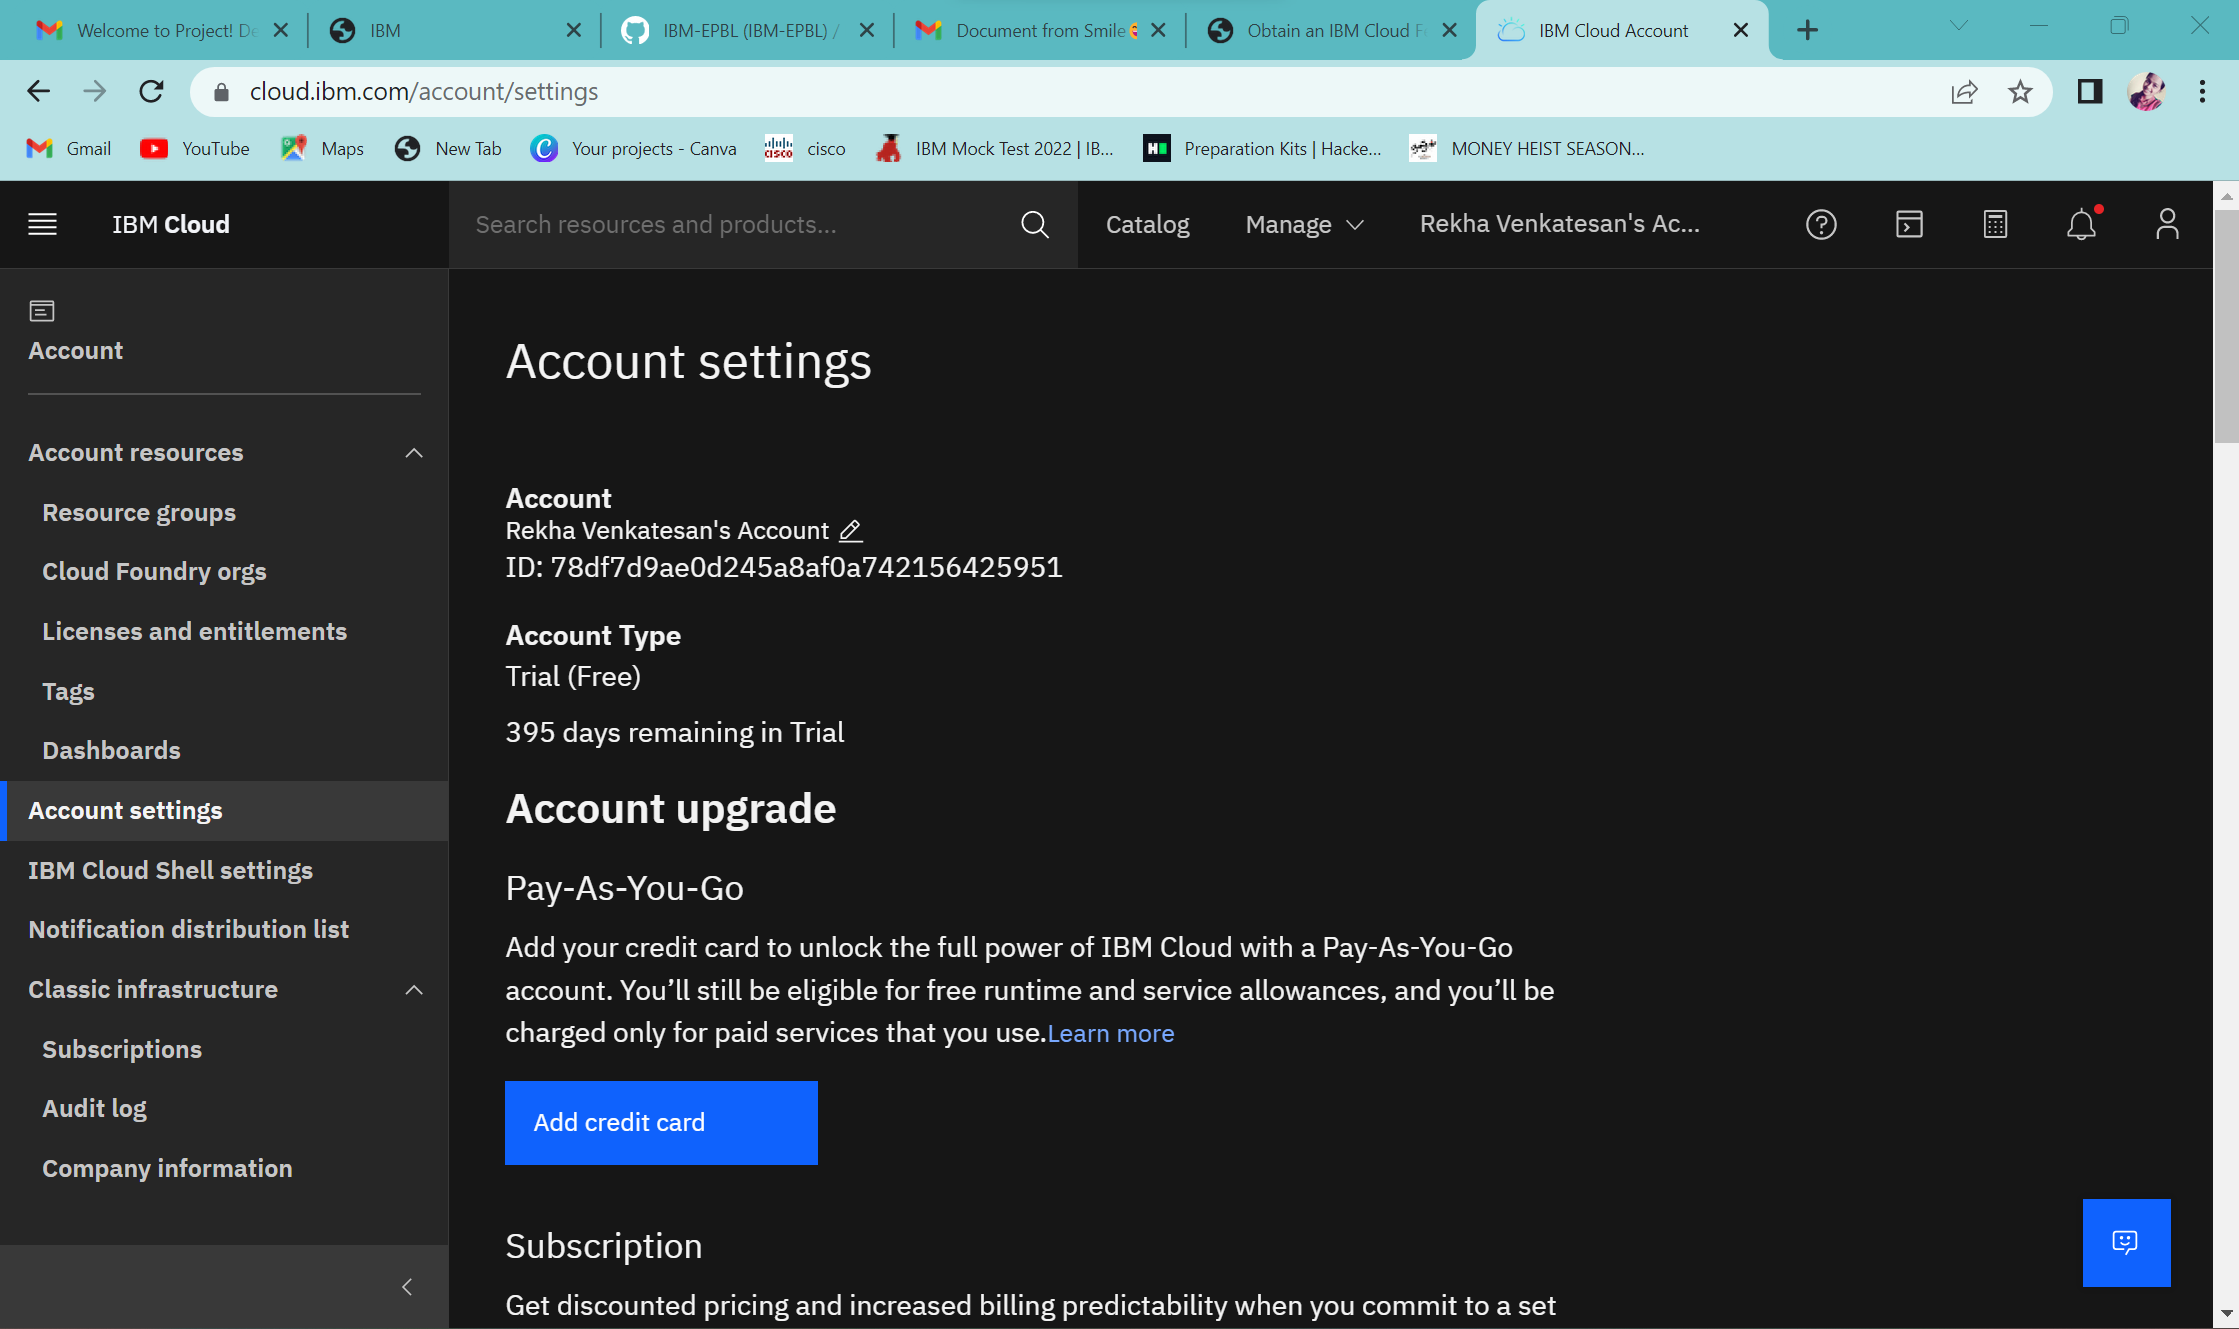 Welcome to Project! De
IBM
IBM-EPBL (IBM-EPBL) /
Document from Smile
Obtain an IBM Cloud F
IBM Cloud Account
cloud.ibm.com/account/settings
Gmail
YouTube
Maps
New Tab
Your projects - Canva
cisco
IBM Mock Test 2022 | IB...
Preparation Kits | Hacke...
MONEY HEIST SEASON...
IBM Cloud
Search resources and products...
Catalog
Manage
Rekha Venkatesan's Ac...
Account
Account resources
Resource groups
Cloud Foundry orgs
Licenses and entitlements
Tags
Dashboards
Account settings
IBM Cloud Shell settings
Notification distribution list
Classic infrastructure
Subscriptions
Audit log
Company information
Account settings
Account
Rekha Venkatesan's Account
ID: 78df7d9ae0d245a8af0a742156425951
Account Type
Trial (Free)
395 days remaining in Trial
Account upgrade
Pay-As-You-Go
Add your credit card to unlock the full power of IBM Cloud with a Pay-As-You-Go
account. You’ll still be eligible for free runtime and service allowances, and you’ll be
charged only for paid services that you use.Learn more
Add credit card
Subscription
Get discounted pricing and increased billing predictability when you commit to a set